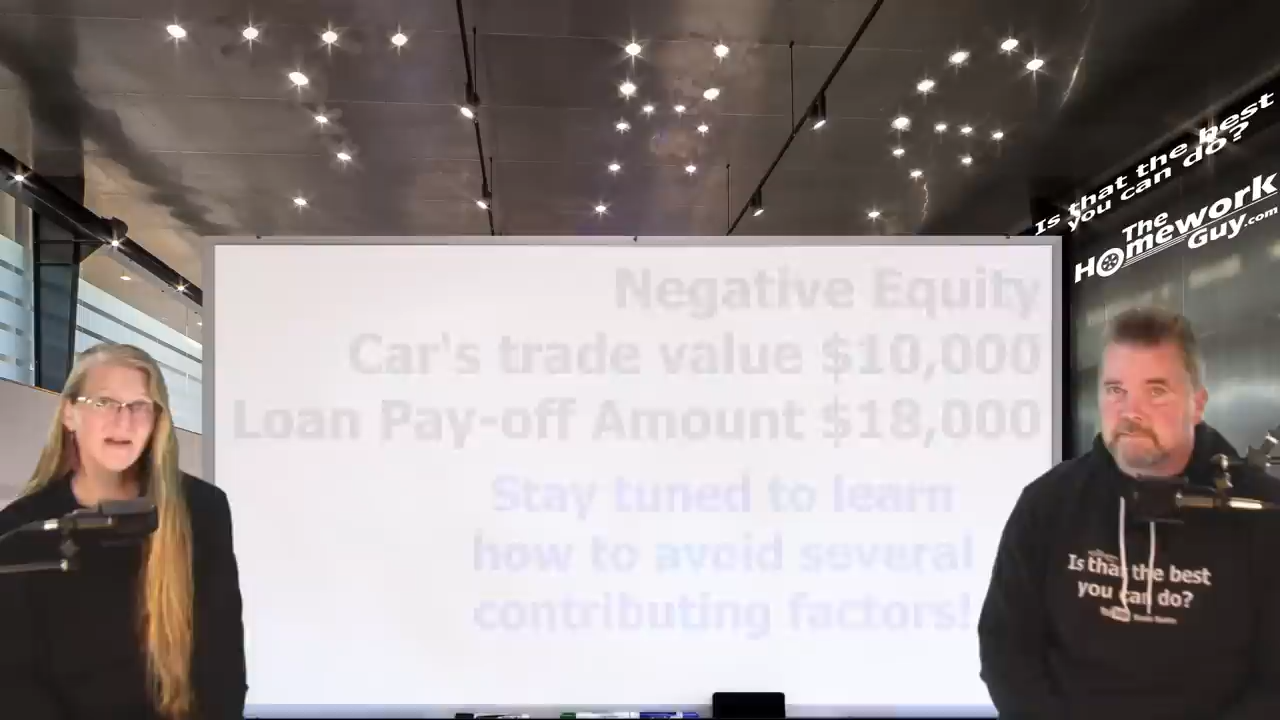 Is that the best
you can do?
The
Homework
Guy.com
Negative Equity
Car's trade value $10,000
Loan Pay-off Amount $18,000
Stay tuned to learn
how to avoid several
contributing factors!
Is that the best
you can do?